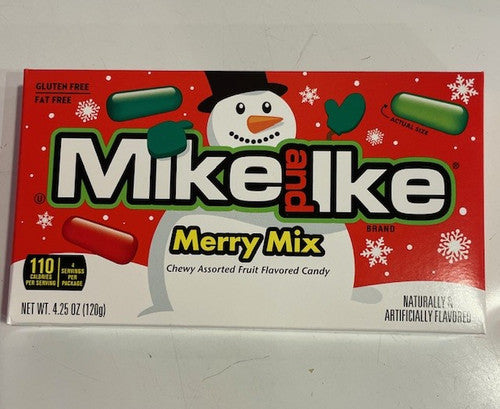 GLUTEN FREE
FAT FREE
ACTUAL SIZE
Mike and Ike®
BRAND
U
Merry Mix
Chewy Assorted Fruit Flavored Candy
110
CALORIES
PER SERVING
4
SERVINGS
PER
PACKAGE
NET WT. 4.25 OZ (120g)
NATURALLY &
ARTIFICIALLY FLAVORED